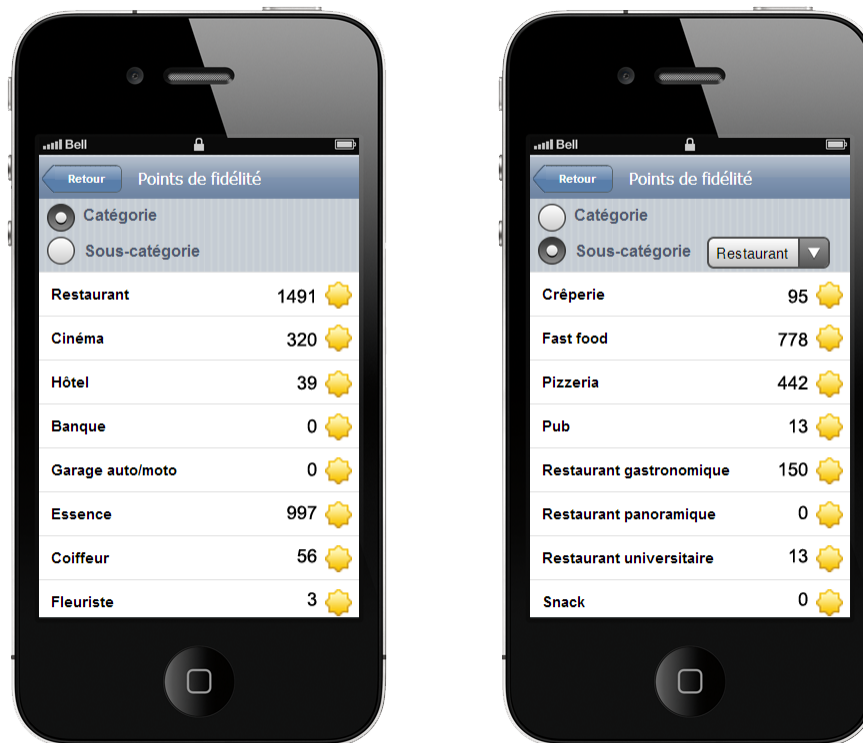 Bell
Retour Points de fidélité
Catégorie
Sous-catégorie
Restaurant 1491
Cinéma 320
Hôtel 39
Banque 0
Garage auto/moto 0
Essence 997
Coiffeur 56
Fleuriste 3
Bell
Retour Points de fidélité
Catégorie
Sous-catégorie Restaurant
Crêperie 95
Fast food 778
Pizzeria 442
Pub 13
Restaurant gastronomique 150
Restaurant panoramique 0
Restaurant universitaire 13
Snack 0